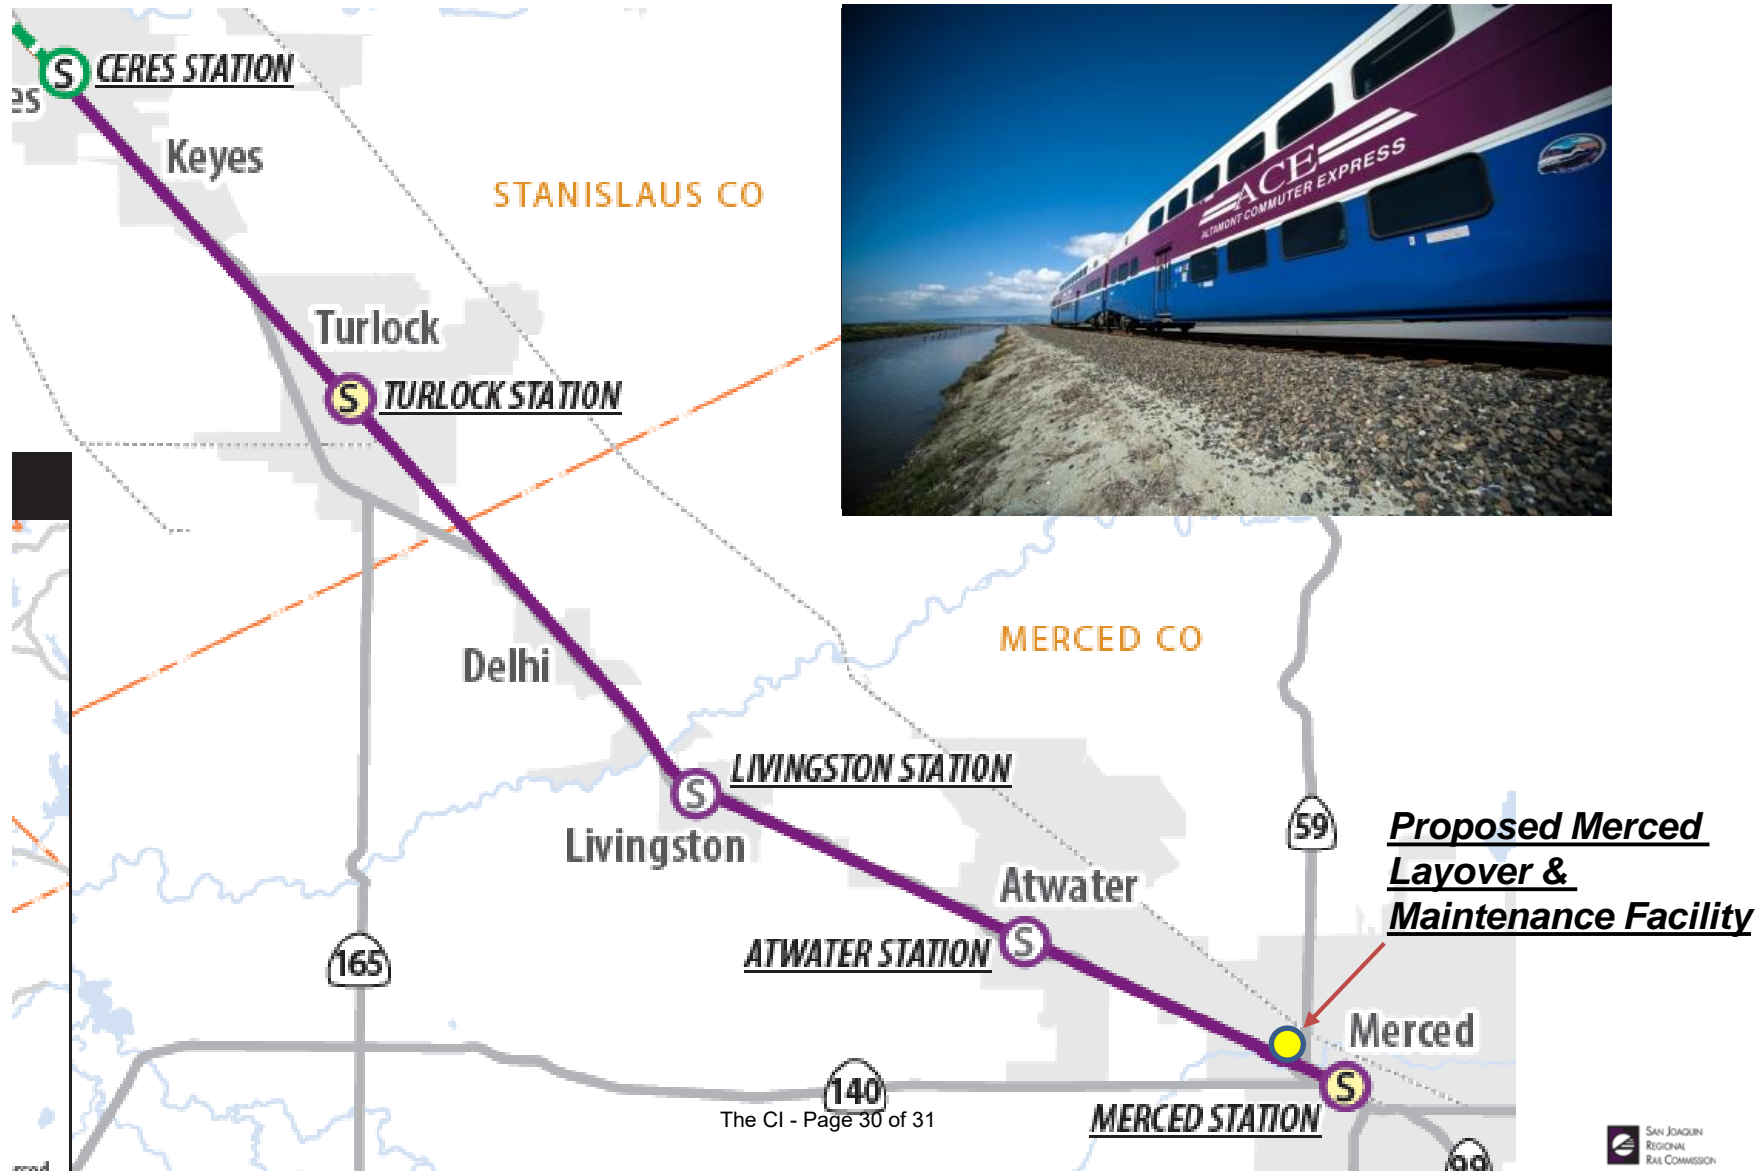 S CERES STATION
es
Keyes
STANISLAUS CO
ACE
ALTAMONT COMMUTER EXPRESS
Turlock
S TURLOCK STATION
MERCED CO
Delhi
LIVINGSTON STATION
S
Livingston
59
Proposed Merced
Layover &
Maintenance Facility
Atwater
ATWATER STATION S
165
Merced
140
S
MERCED STATION
The CI - Page 30 of 31
99
SAN JOAQUIN
REGIONAL
RAIL COMMISSION